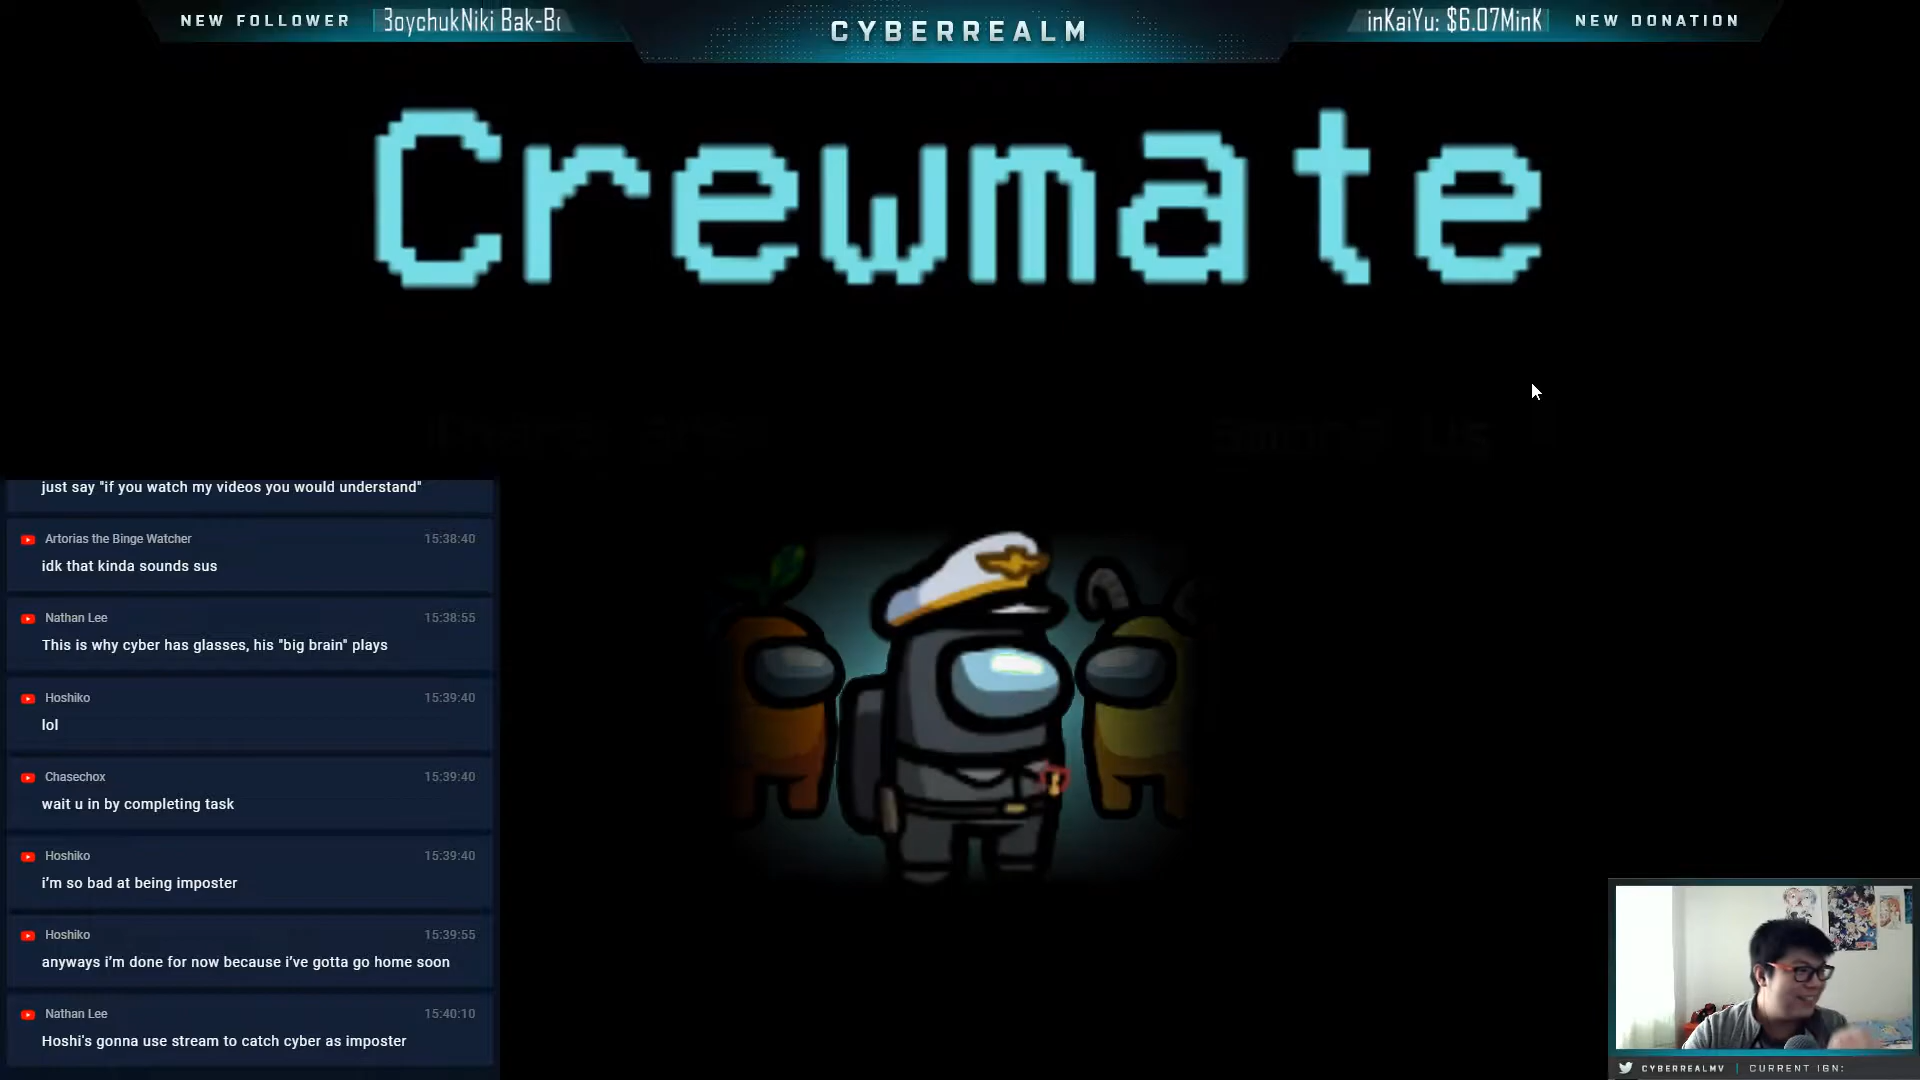 NEW FOLLOWER
BoychukNiki Bak-Bo
CYBERREALM
inKaiYu: $6.07MinK
NEW DONATION
Crewmate
just say "if you watch my videos you would understand"
Artorias the Binge Watcher 15:38:40
idk that kinda sounds sus
Nathan Lee 15:38:55
This is why cyber has glasses, his "big brain" plays
Hoshiko 15:39:40
lol
Chasechox 15:39:40
wait u in by completing task
Hoshiko 15:39:40
i'm so bad at being imposter
Hoshiko 15:39:55
anyways i'm done for now because i've gotta go home soon
Nathan Lee 15:40:10
Hoshi's gonna use stream to catch cyber as imposter
CYBERREALMV | CURRENT IGN: